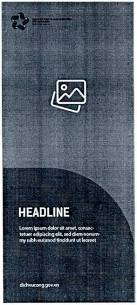 HEADLINE
Lorem ipsum dolor sit amet, consec-
tetuer adipiscing elit, sed diam nonum-
my nibh euismod tincidunt ut laoreet
dichvucong.gov.vn